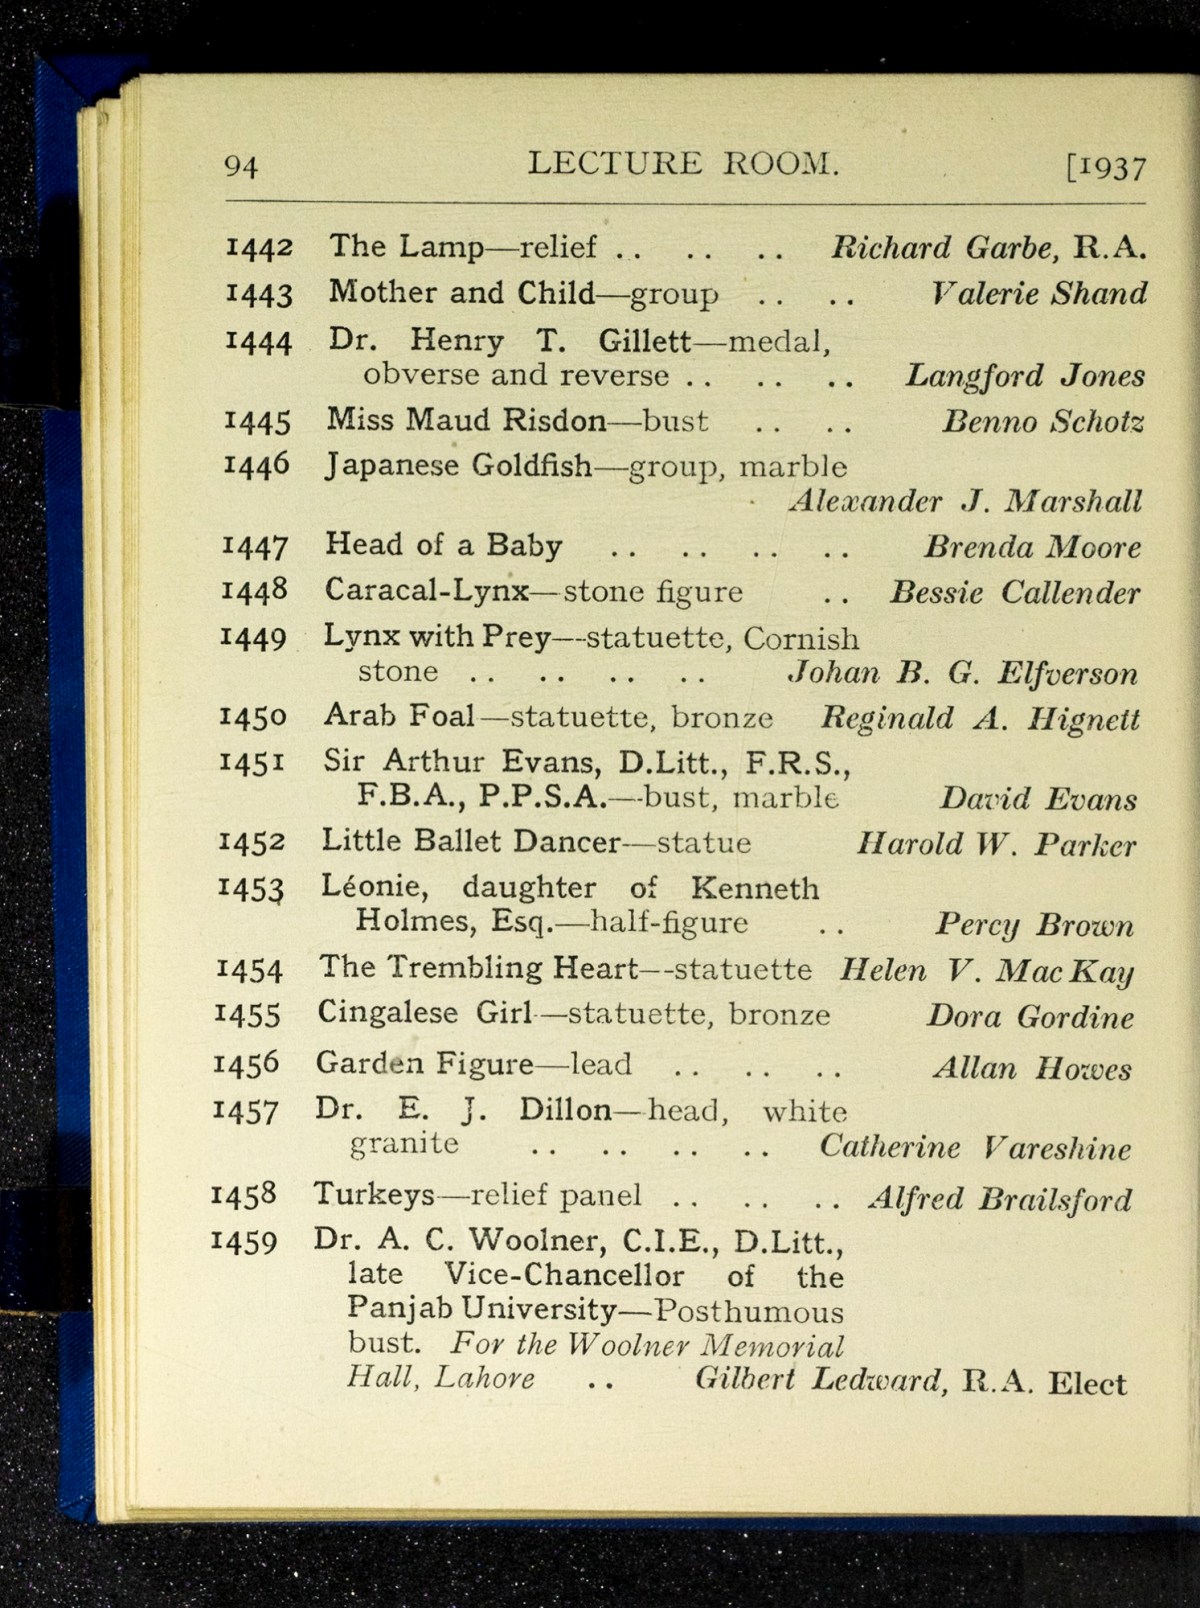 94 LECTURE ROOM. [1937
1442 The Lamp—relief .. .. .. Richard Garbe, R.A.
1443 Mother and Child—group .. .. Valerie Shand
1444 Dr. Henry T. Gillett—medal,
obverse and reverse .. .. .. Langford Jones
1445 Miss Maud Risdon—bust .. .. Benno Schotz
1446 Japanese Goldfish—group, marble
Alexander J. Marshall
1447 Head of a Baby .. .. .. .. Brenda Moore
1448 Caracal-Lynx—stone figure .. Bessie Callender
1449 Lynx with Prey—statuette, Cornish
stone .. .. .. .. Johan B. G. Elfverson
1450 Arab Foal—statuette, bronze Reginald A. Hignett
1451 Sir Arthur Evans, D.Litt., F.R.S.,
F.B.A., P.P.S.A.—bust, marble David Evans
1452 Little Ballet Dancer—statue Harold W. Parker
1453 Léonie, daughter of Kenneth
Holmes, Esq.—half-figure .. Percy Brown
1454 The Trembling Heart—statuette Helen V. MacKay
1455 Cingalese Girl—statuette, bronze Dora Gordine
1456 Garden Figure—lead .. .. .. Allan Howes
1457 Dr. E. J. Dillon—head, white
granite .. .. .. .. Catherine Vareshine
1458 Turkeys—relief panel .. .. .. Alfred Brailsford
1459 Dr. A. C. Woolner, C.I.E., D.Litt.,
late Vice-Chancellor of the
Panjab University—Posthumous
bust. For the Woolner Memorial
Hall, Lahore .. Gilbert Ledward, R.A. Elect